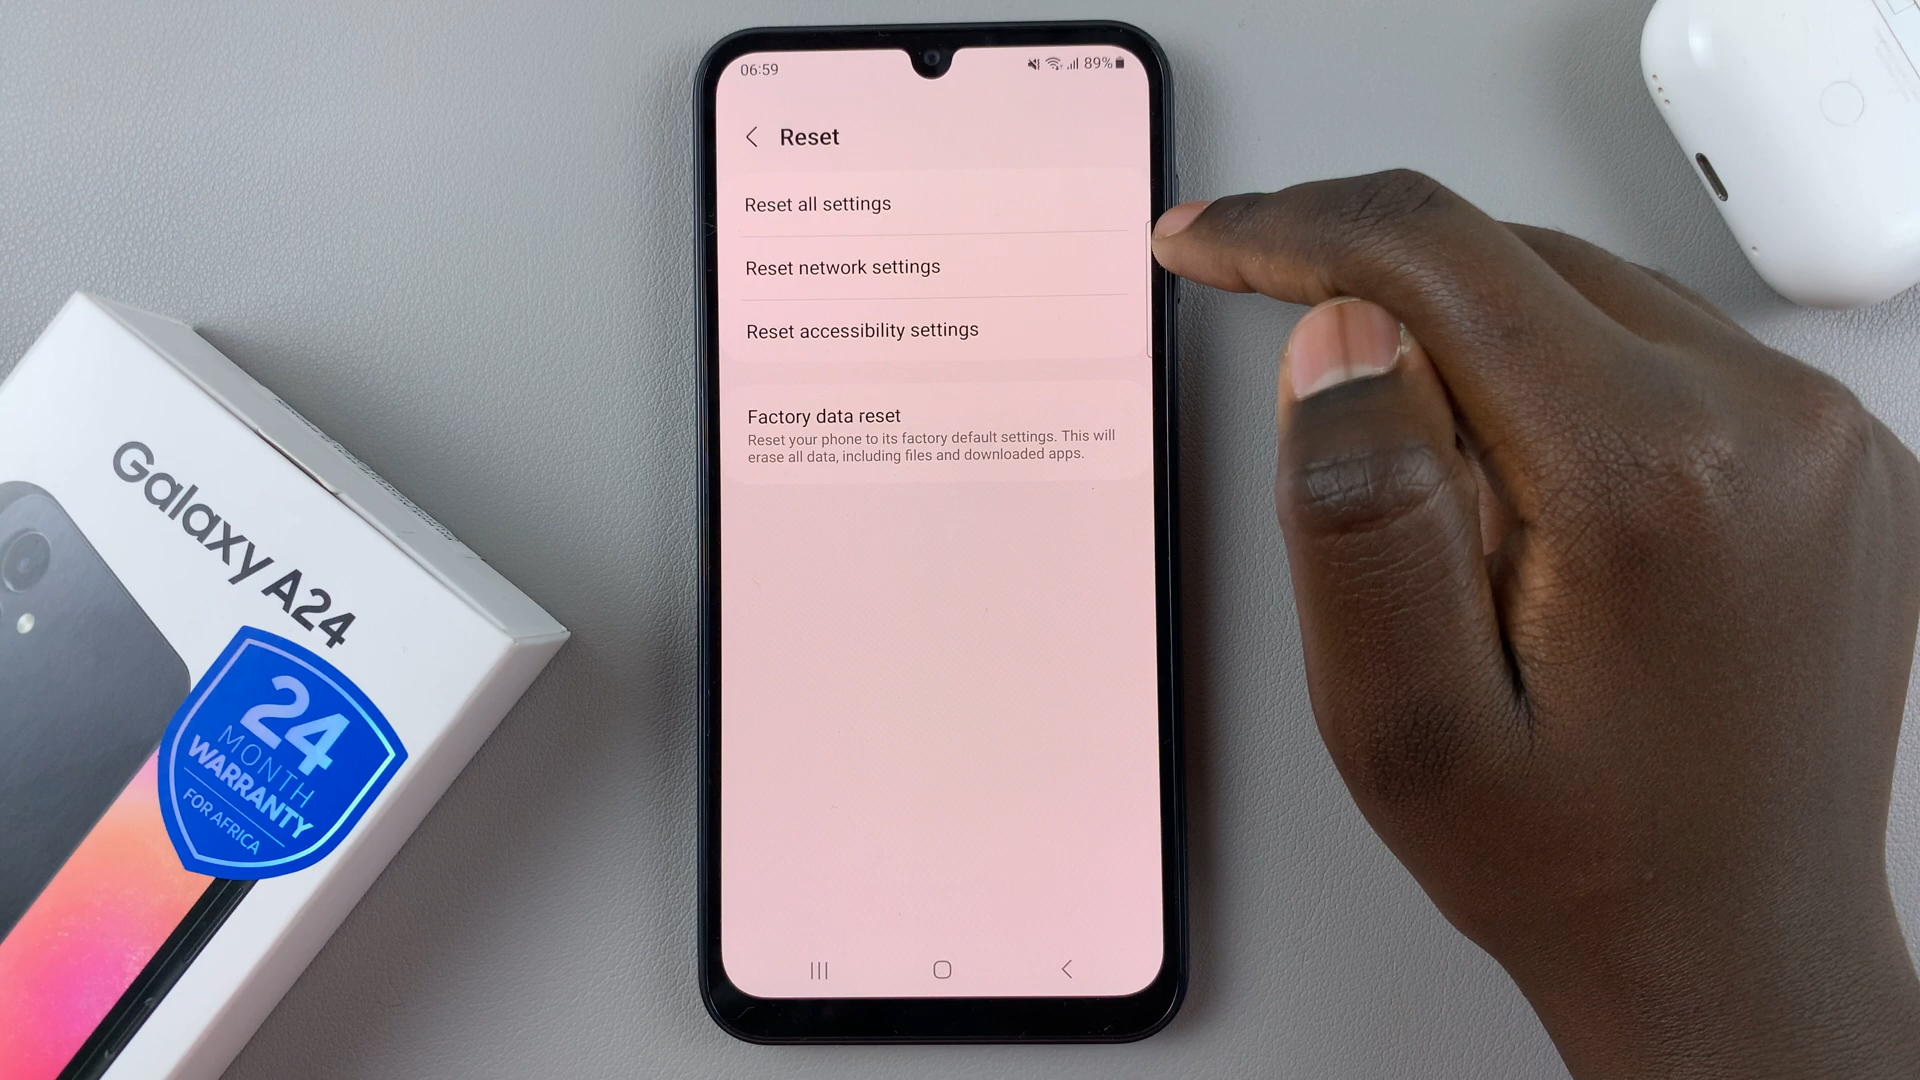 06:59
89%
Reset
Reset all settings
Reset network settings
Reset accessibility settings
Factory data reset
Reset your phone to its factory default settings. This will
erase all data, including files and downloaded apps.
Galaxy A24
24
MONTH
WARRANTY
FOR AFRICA